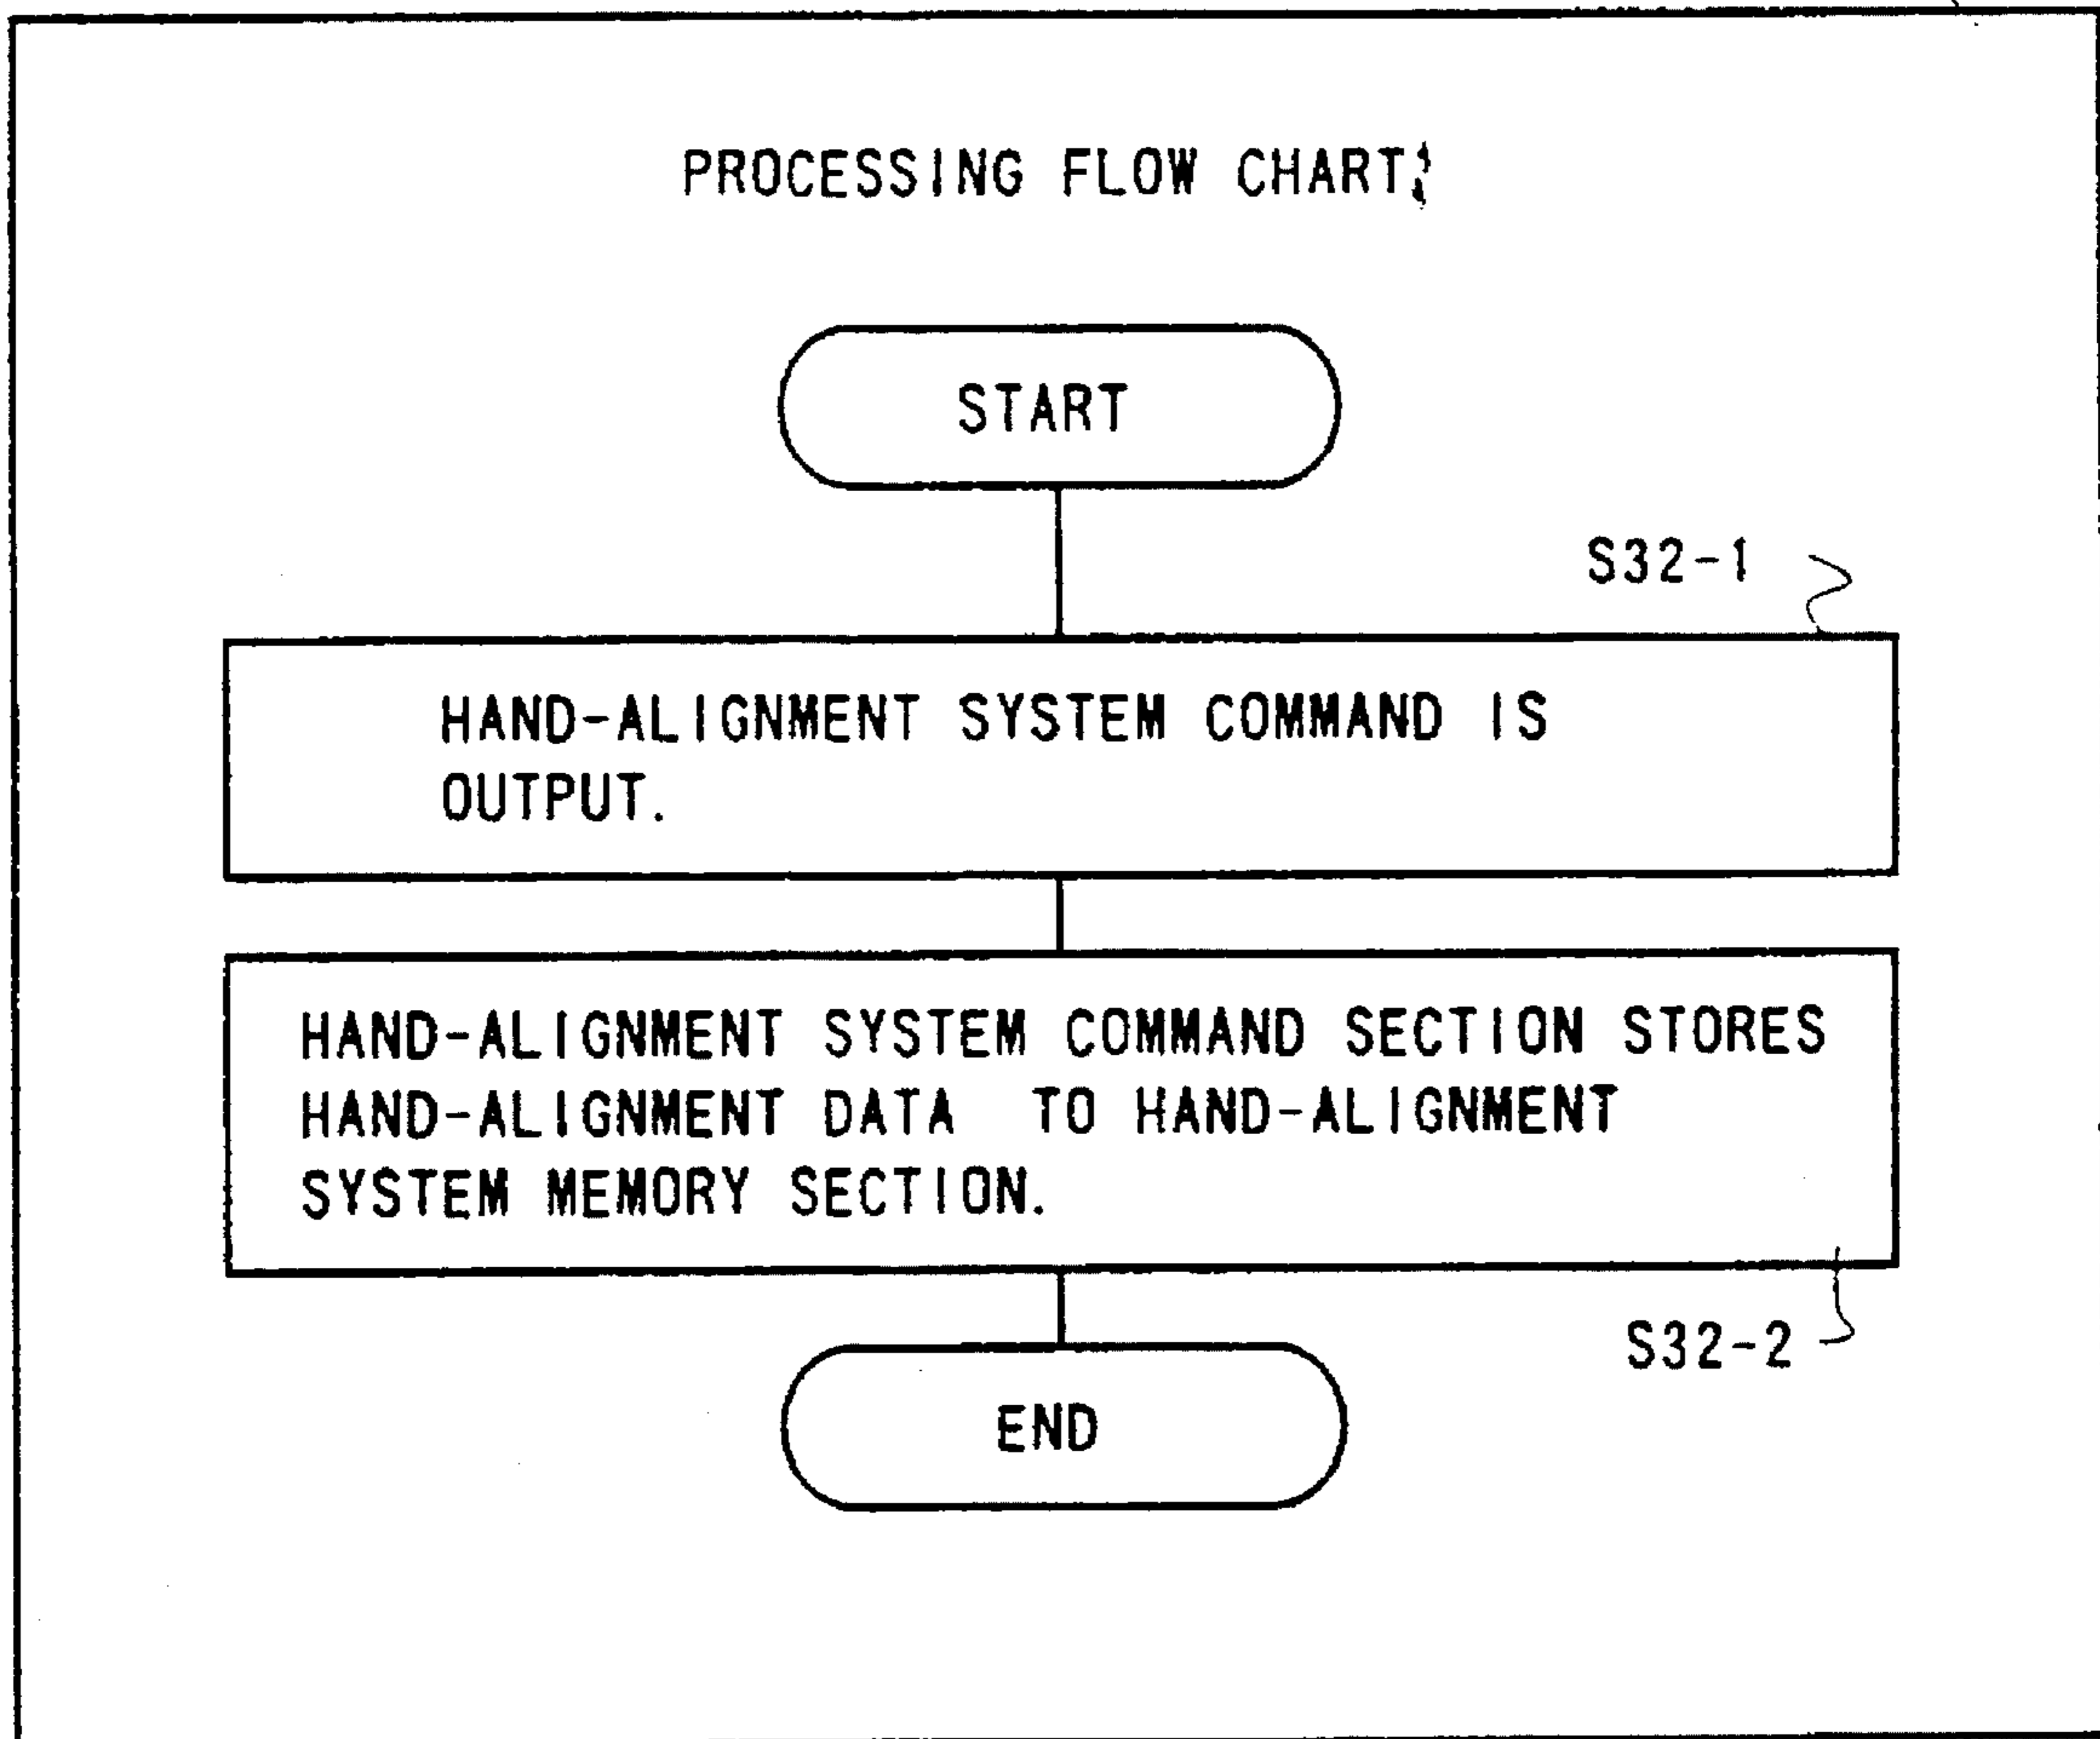 PROCESSING FLOW CHART
START
S32-1
HAND-ALIGNMENT SYSTEM COMMAND IS
OUTPUT.
HAND-ALIGNMENT SYSTEM COMMAND SECTION STORES
HAND-ALIGNMENT DATA TO HAND-ALIGNMENT
SYSTEM MEMORY SECTION.
S32-2
END